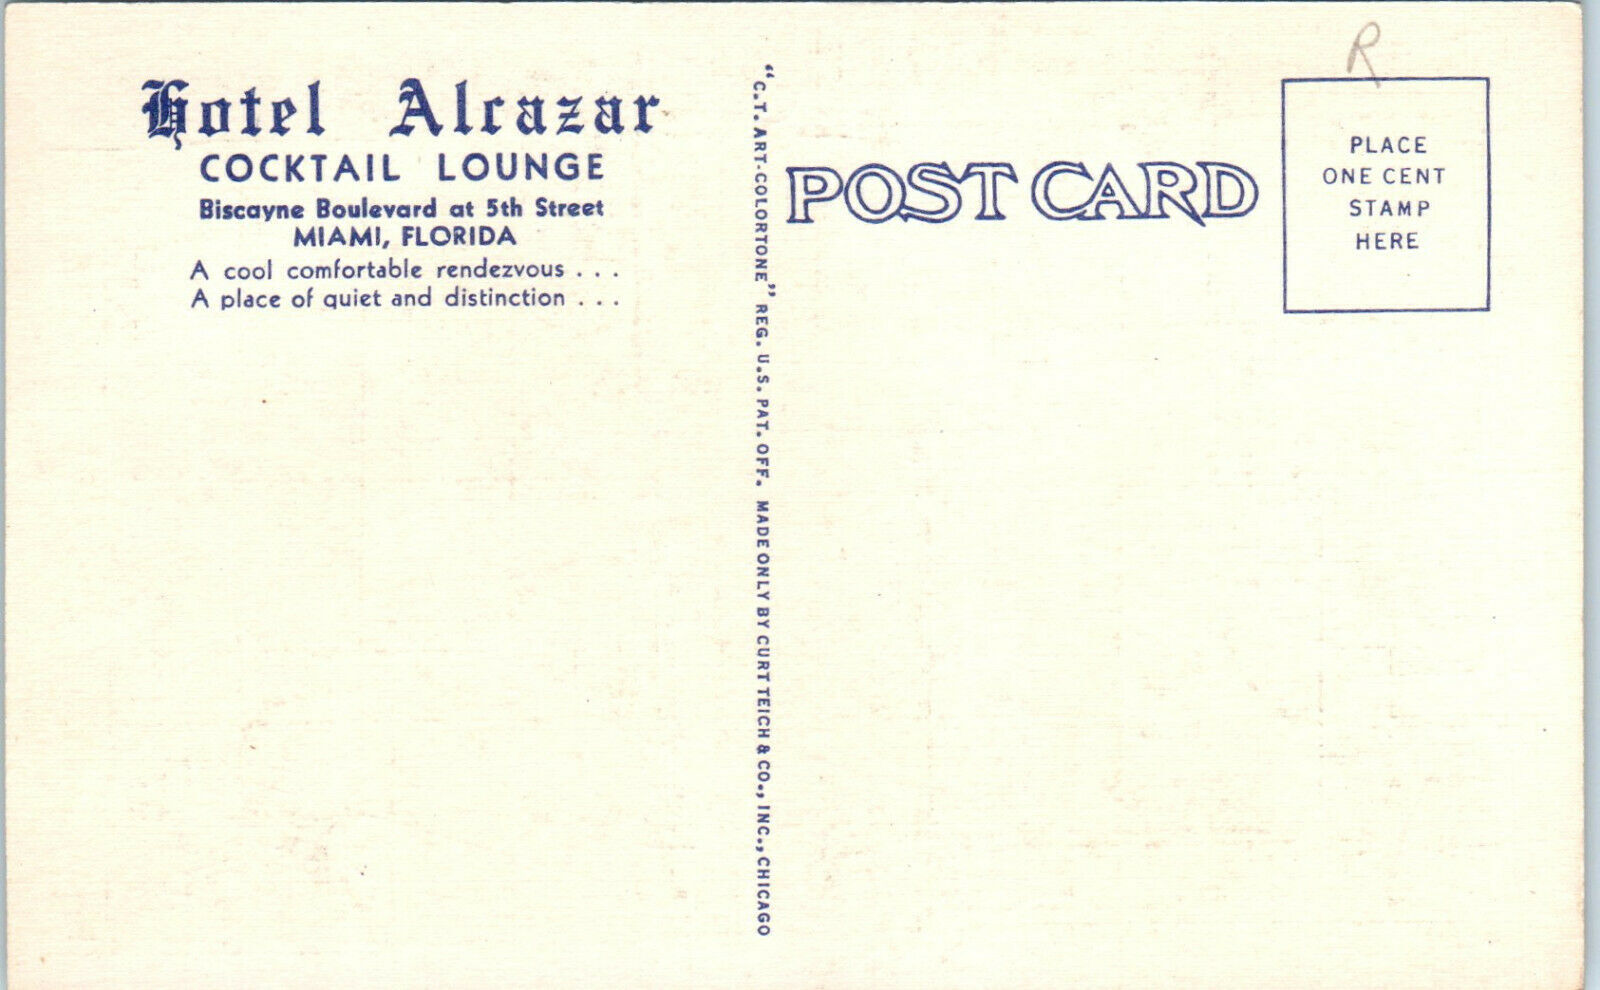 Hotel Alcazar
COCKTAIL LOUNGE
Biscayne Boulevard at 5th Street
MIAMI, FLORIDA
A cool comfortable rendezvous . . .
A place of quiet and distinction . . .
"C.T. ART-COLORTONE" REG. U.S. PAT. OFF. MADE ONLY BY CURT TEICH & CO., INC., CHICAGO
POST CARD
R
PLACE
ONE CENT
STAMP
HERE